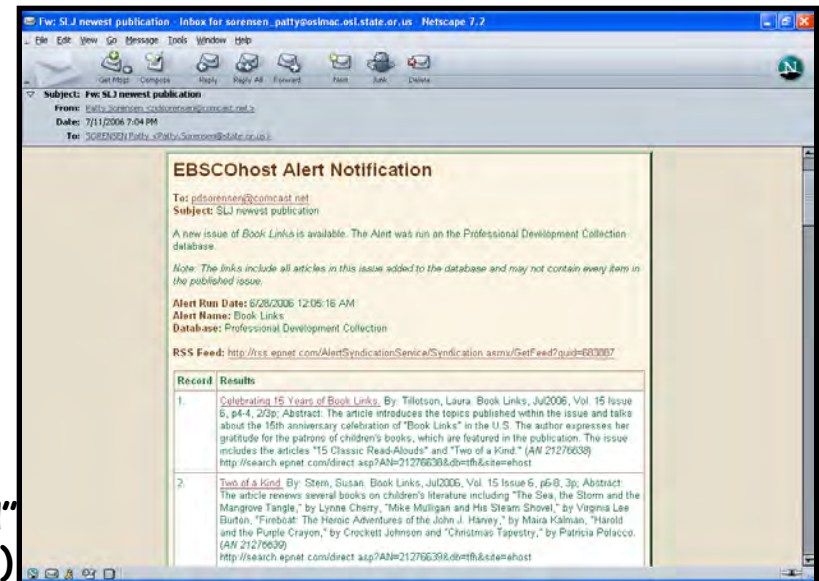 Fw: SLJ newest publication - Inbox for sorensen_patty@oslmac.osl.state.or.us - Netscape 7.2
File Edit View Go Message Tools Window Help
Get Msgs Compose Reply Reply All Forward Next Junk Delete
N
Subject: Fw: SLJ newest publication
From: Patty Sorensen
Date: 7/11/2006 7:04 PM
To: SORENSEN Patty
EBSCOhost Alert Notification
To: pdsorensen@comcast.net
Subject: SLJ newest publication
A new issue of Book Links is available. The Alert was run on the Professional Development Collection
database.
Note: The links include all articles in this issue added to the database and may not contain every item in
the published issue.
Alert Run Date: 6/28/2006 12:05:16 AM
Alert Name: Book Links
Database: Professional Development Collection
RSS Feed: http://rss.epnet.com/AlertSyndicationService/Syndication.asmx/GetFeed?guid=683887
Record Results
1. Celebrating 15 Years of Book Links. By: Tillotson, Laura. Book Links, Jul2006, Vol. 15 Issue
6, p4-4, 2/3p; Abstract: The article introduces the topics published within the issue and talks
about the 15th anniversary celebration of "Book Links" in the U.S. The author expresses her
gratitude for the patrons of children's books, which are featured in the publication. The issue
includes the articles "15 Classic Read-Alouds" and "Two of a Kind." (AN 21276638)
http://search.epnet.com/direct.asp?AN=21276638&db=tfh&site=ehost
2. Two of a Kind. By: Stem, Susan. Book Links, Jul2006, Vol. 15 Issue 6, p6-8, 3p; Abstract:
The article reviews several books on children's literature including "The Sea, the Storm and the
Mangrove Tangle," by Lynne Cherry, "Mike Mulligan and His Steam Shovel," by Virginia Lee
Burton, "Fireboat: The Heroic Adventures of the John J. Harvey," by Maira Kalman, "Harold
and the Purple Crayon," by Crockett Johnson and "Christmas Tapestry," by Patricia Polacco.
(AN 21276639)
http://search.epnet.com/direct.asp?AN=21276639&db=tfh&site=ehost
"
)